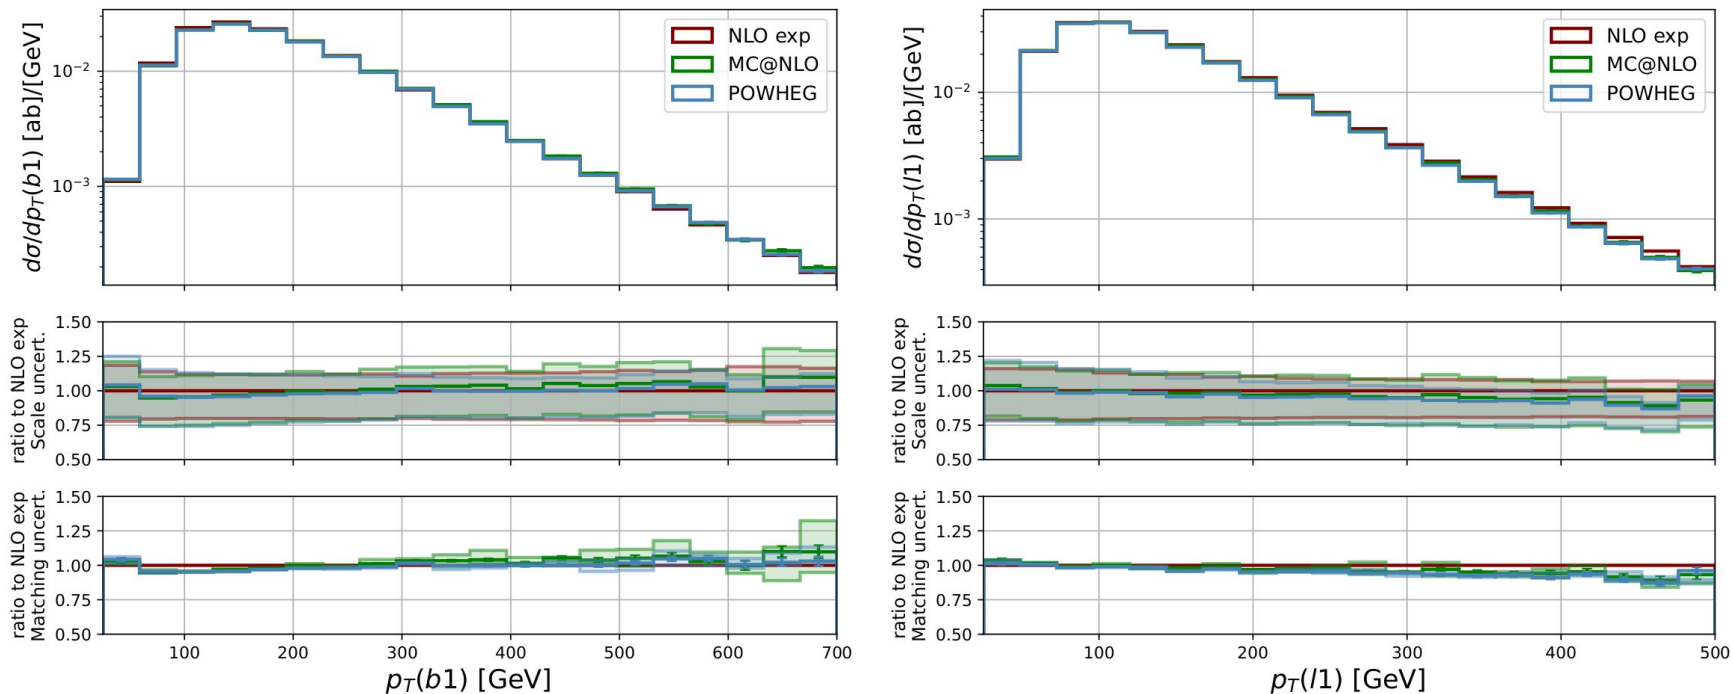 dσ/dp_T(b1) [ab]/[GeV]
10^−2
10^−3
NLO exp
MC@NLO
POWHEG
ratio to NLO exp
Scale uncert.
1.50
1.25
1.00
0.75
0.50
ratio to NLO exp
Matching uncert.
1.50
1.25
1.00
0.75
0.50
100 200 300 400 500 600 700
p_T(b1) [GeV]
dσ/dp_T(l1) [ab]/[GeV]
10^−2
10^−3
NLO exp
MC@NLO
POWHEG
ratio to NLO exp
Scale uncert.
1.50
1.25
1.00
0.75
0.50
ratio to NLO exp
Matching uncert.
1.50
1.25
1.00
0.75
0.50
100 200 300 400 500
p_T(l1) [GeV]